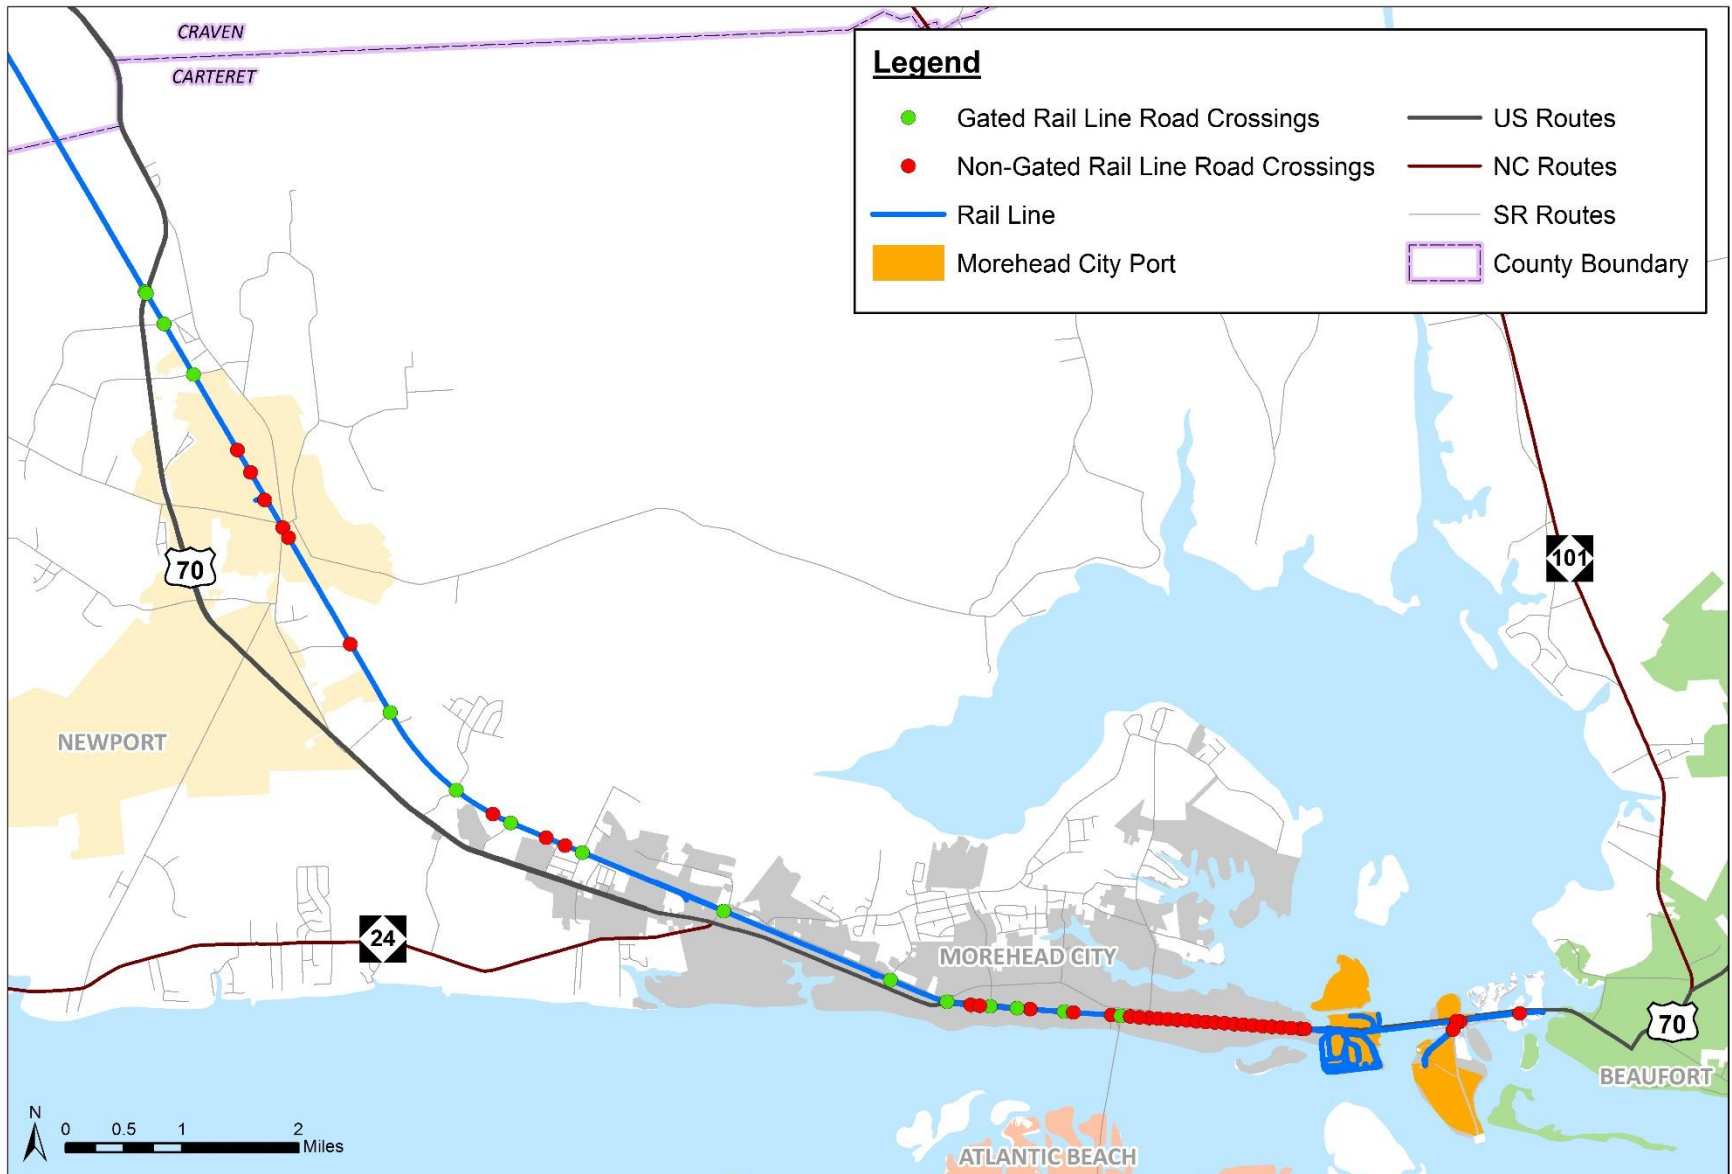 CRAVEN
CARTERET
Legend
Gated Rail Line Road Crossings
Non-Gated Rail Line Road Crossings
Rail Line
Morehead City Port
US Routes
NC Routes
SR Routes
County Boundary
70
101
NEWPORT
24
MOREHEAD CITY
70
BEAUFORT
ATLANTIC BEACH
N
0 0.5 1 2
Miles